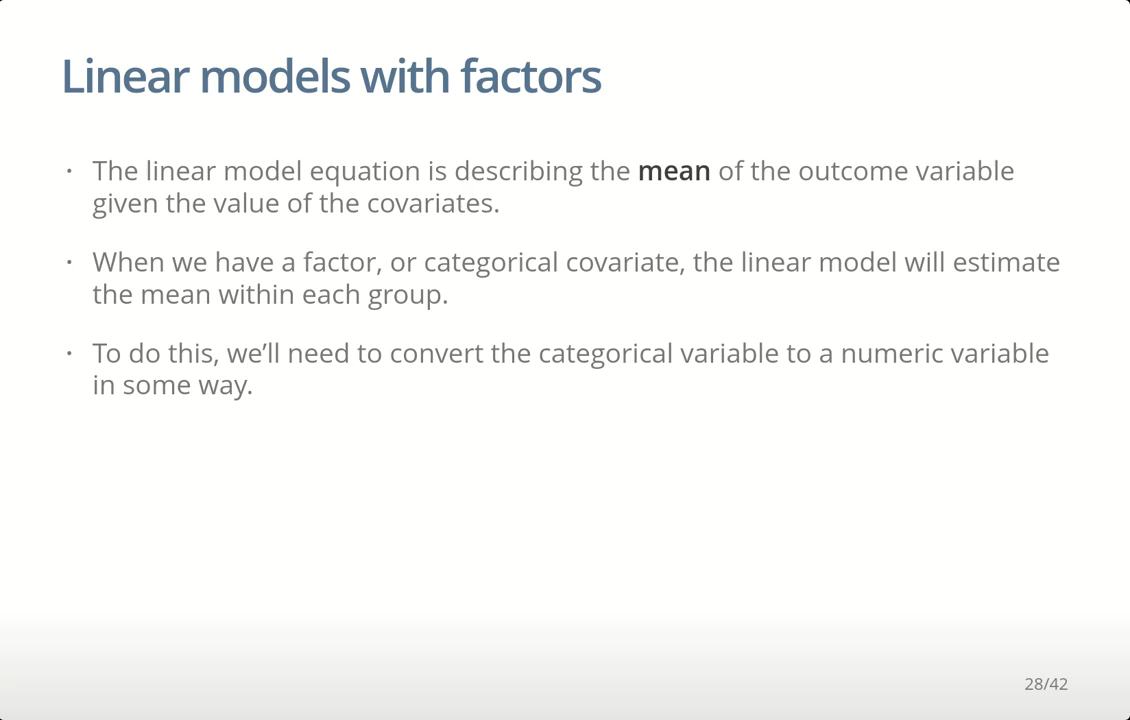 Linear models with factors
· The linear model equation is describing the mean of the outcome variable
given the value of the covariates.
· When we have a factor, or categorical covariate, the linear model will estimate
the mean within each group.
· To do this, we’ll need to convert the categorical variable to a numeric variable
in some way.
28/42